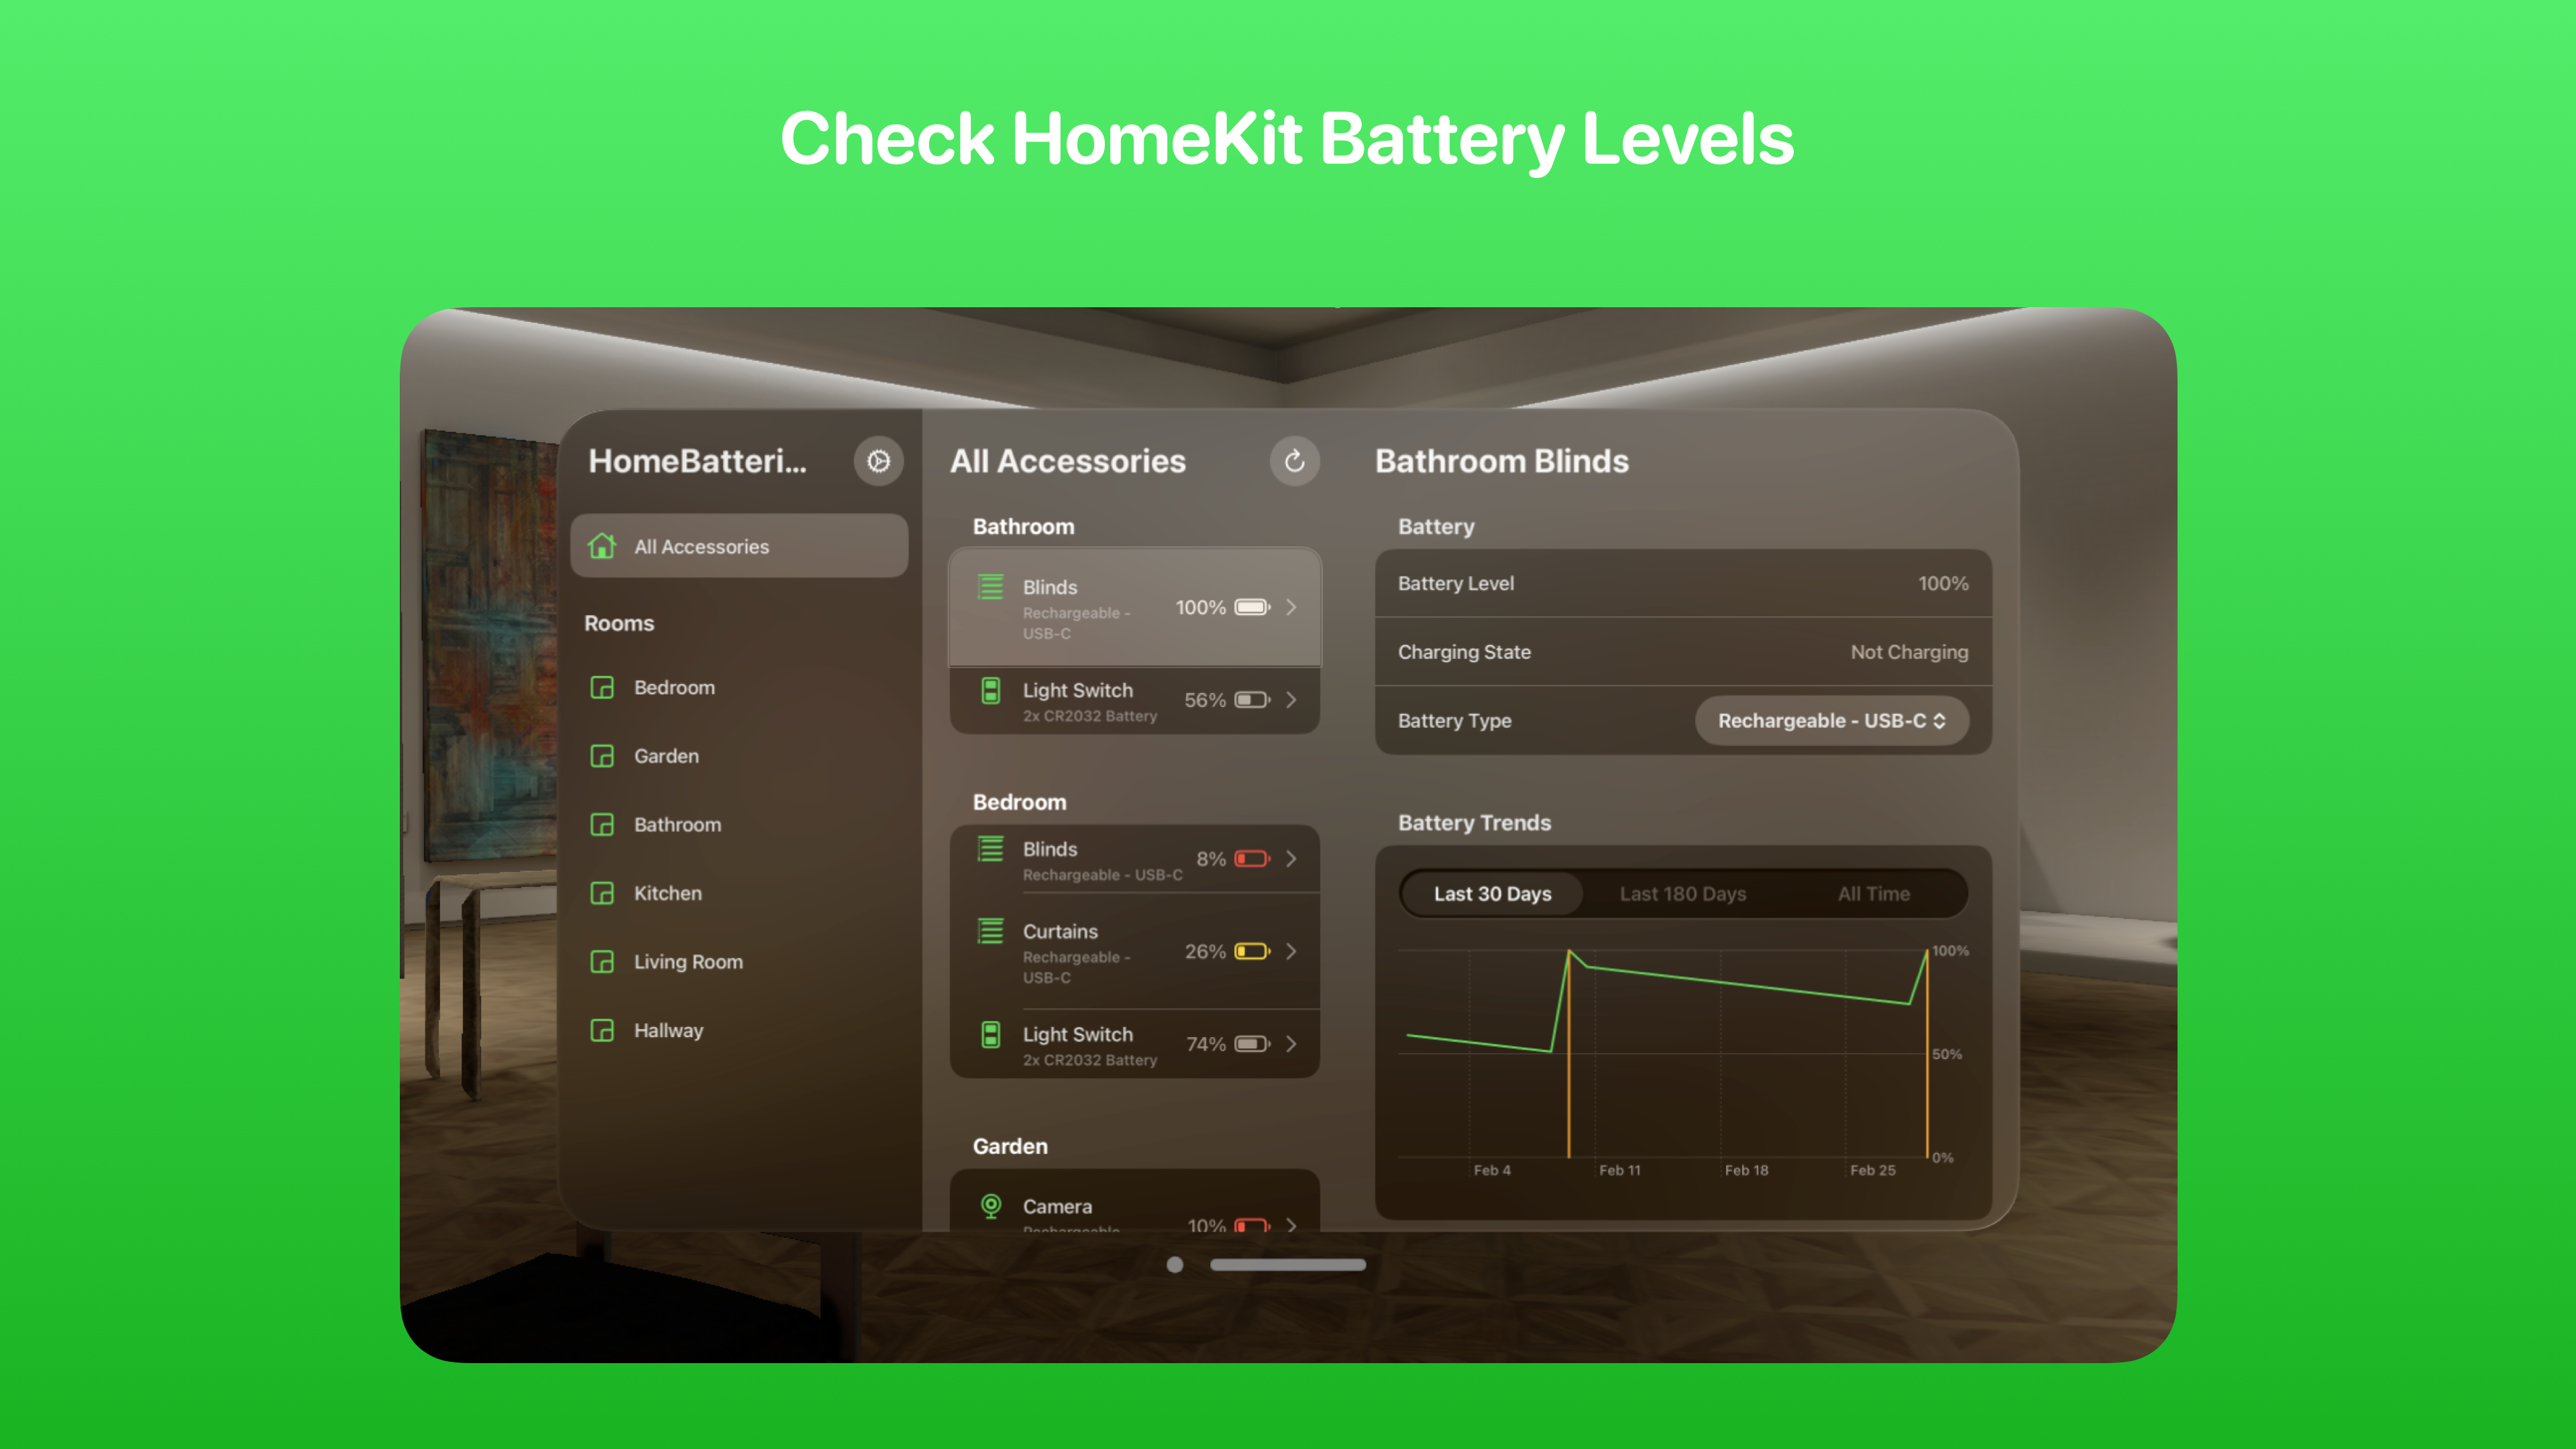 Check HomeKit Battery Levels
HomeBatteri...
All Accessories
Rooms
Bedroom
Garden
Bathroom
Kitchen
Living Room
Hallway
All Accessories
Bathroom
Blinds
Rechargeable -
USB-C
100%
Light Switch
2x CR2032 Battery
56%
Bedroom
Blinds
Rechargeable - USB-C
8%
Curtains
Rechargeable -
USB-C
26%
Light Switch
2x CR2032 Battery
74%
Garden
Camera
Rechargeable
10%
Bathroom Blinds
Battery
Battery Level
100%
Charging State
Not Charging
Battery Type
Rechargeable - USB-C
Battery Trends
Last 30 Days
Last 180 Days
All Time
100%
50%
0%
Feb 4
Feb 11
Feb 18
Feb 25